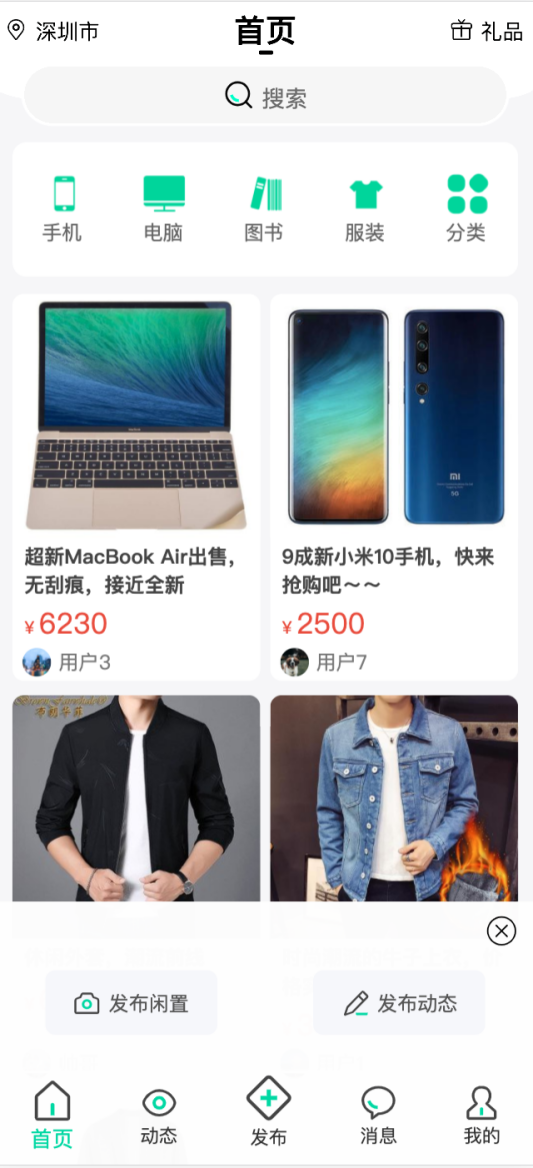 深圳市
首页
礼品
搜索
手机
电脑
图书
服装
分类
超新MacBook Air出售，
无刮痕，接近全新
¥6230
用户3
9成新小米10手机，快来
抢购吧～～
¥2500
用户7
发布闲置
发布动态
首页
动态
发布
消息
我的